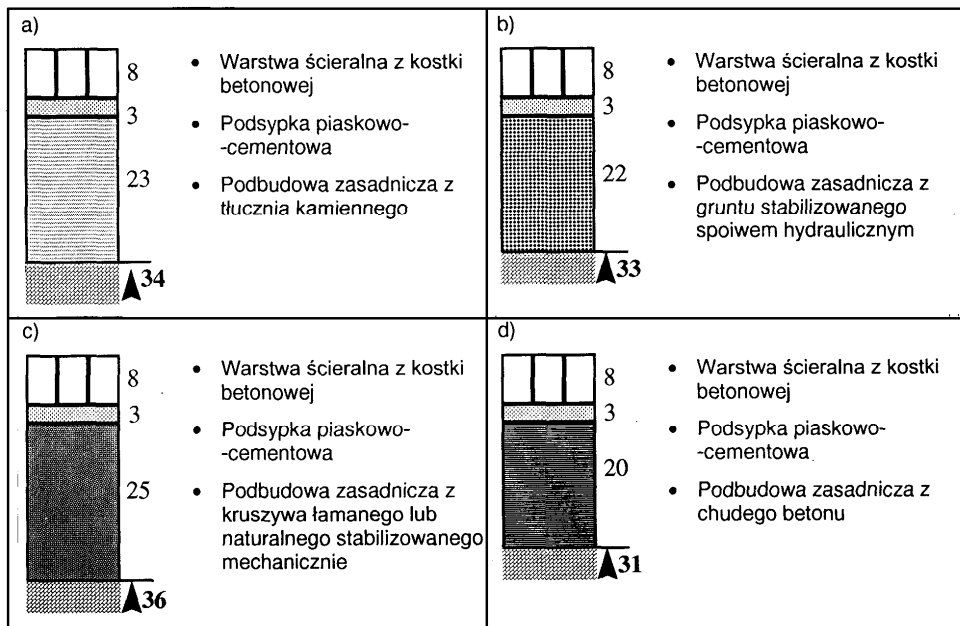 a)
8
3
23
34
• Warstwa ścieralna z kostki
betonowej
• Podsypka piaskowo-
-cementowa
• Podbudowa zasadnicza z
tłucznia kamiennego
b)
8
3
22
33
• Warstwa ścieralna z kostki
betonowej
• Podsypka piaskowo-
-cementowa
• Podbudowa zasadnicza z
gruntu stabilizowanego
spoiwem hydraulicznym
c)
8
3
25
36
• Warstwa ścieralna z kostki
betonowej
• Podsypka piaskowo-
-cementowa
• Podbudowa zasadnicza z
kruszywa łamanego lub
naturalnego stabilizowanego
mechanicznie
d)
8
3
20
31
• Warstwa ścieralna z kostki
betonowej
• Podsypka piaskowo-
-cementowa
• Podbudowa zasadnicza z
chudego betonu